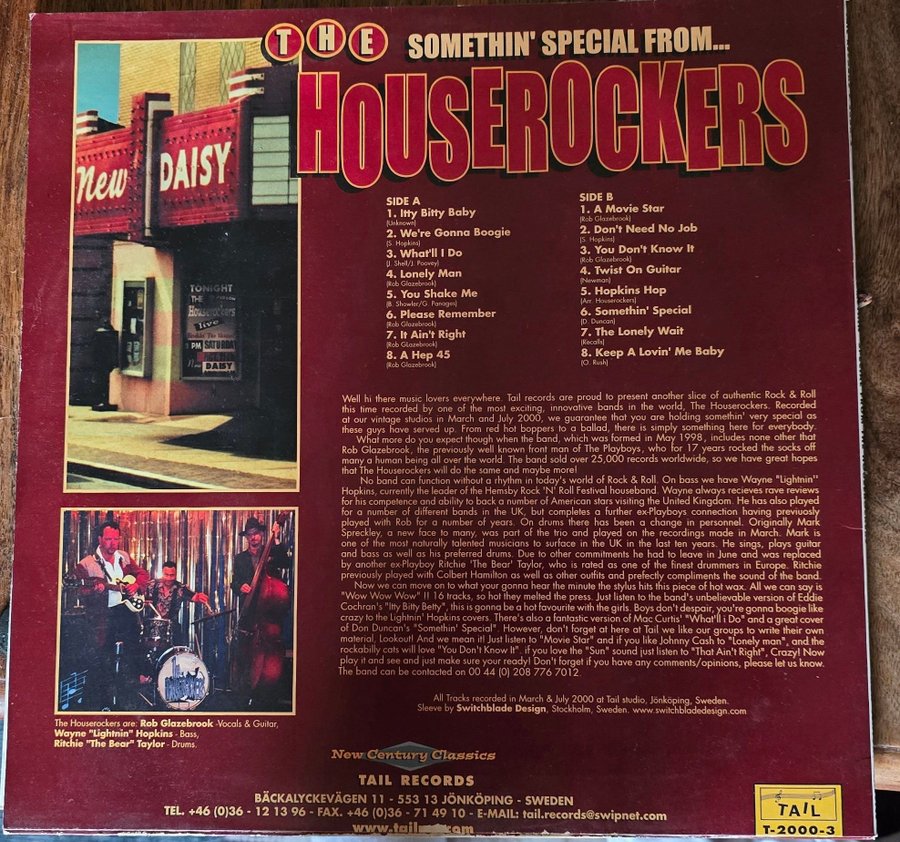 THE
SOMETHIN' SPECIAL FROM...
HOUSEROCKERS
New DAISY
TONIGHT
THE
Houserockers
live
PM SATURDAY
DAISY
SIDE A
1. Itty Bitty Baby
(Unknown)
2. We're Gonna Boogie
(S. Hopkins)
3. What'll I Do
(J. Shell/J. Poovey)
4. Lonely Man
(Rob Glazebrook)
5. You Shake Me
(B. Showler/G. Panagos)
6. Please Remember
(Rob Glazebrook)
7. It Ain't Right
(Rob Glazebrook)
8. A Hep 45
(Rob Glazebrook)
SIDE B
1. A Movie Star
(Rob Glazebrook)
2. Don't Need No Job
(S. Hopkins)
3. You Don't Know It
(Rob Glazebrook)
4. Twist On Guitar
(Newman)
5. Hopkins Hop
(Arr. Houserockers)
6. Somethin' Special
(D. Duncan)
7. The Lonely Wait
(Recalls)
8. Keep A Lovin' Me Baby
(O. Rush)
Well hi there music lovers everywhere. Tail records are proud to present another slice of authentic Rock & Roll
this time recorded by one of the most exciting, innovative bands in the world, The Houserockers. Recorded
at our vintage studios in March and July 2000, we guarantee that you are holding somethin' very special as
these guys have served up. From red hot boppers to a ballad, there is simply something here for everybody.
What more do you expect though when the band, which was formed in May 1998, includes none other that
Rob Glazebrook, the previously well known front man of The Playboys, who for 17 years rocked the socks off
many a human being all over the world. The band sold over 25,000 records worldwide, so we have great hopes
that The Houserockers will do the same and maybe more!
No band can function without a rhythm in today's world of Rock & Roll. On bass we have Wayne "Lightnin"
Hopkins, currently the leader of the Hemsby Rock 'N' Roll Festival houseband. Wayne always recieves rave reviews
for his competence and ability to back a number of American stars visiting the United Kingdom. He has also played
for a number of different bands in the UK, but completes a further ex-Playboys connection having previuosly
played with Rob for a number of years. On drums there has been a change in personnel. Originally Mark
Spreckley, a new face to many, was part of the trio and played on the recordings made in March. Mark is
one of the most naturally talented musicians to surface in the UK in the last ten years. He sings, plays guitar
and bass as well as his preferred drums. Due to other commitments he had to leave in June and was replaced
by another ex-Playboy Ritchie 'The Bear' Taylor, who is rated as one of the finest drummers in Europe. Ritchie
previously played with Colbert Hamilton as well as other outfits and prefectly compliments the sound of the band.
Now we can move on to what your gonna hear the minute the stylus hits this piece of hot wax. All we can say is
"Wow Wow Wow" !! 16 tracks, so hot they melted the press. Just listen to the band's unbelievable version of Eddie
Cochran's "Itty Bitty Betty", this is gonna be a hot favourite with the girls. Boys don't despair, you're gonna boogie like
crazy to the Lightnin' Hopkins covers. There's also a fantastic version of Mac Curtis' "What'll i Do" and a great cover
of Don Duncan's "Somethin' Special". However, don't forget at here at Tail we like our groups to write their own
material, Lookout! And we mean it! Just listen to "Movie Star" and if you like Johnny Cash to "Lonely man", and the
rockabilly cats will love "You Don't Know It". if you love the "Sun" sound just listen to "That Ain't Right", Crazy! Now
play it and see and just make sure your ready! Don't forget if you have any comments/opinions, please let us know.
The band can be contacted on 00 44 (0) 208 776 7012.
All Tracks recorded in March & July 2000 at Tail studio, Jönköping, Sweden.
Sleeve by Switchblade Design, Stockholm, Sweden. www.switchbladedesign.com
The Houserockers are: Rob Glazebrook -Vocals & Guitar,
Wayne "Lightnin" Hopkins - Bass,
Ritchie "The Bear" Taylor - Drums.
New Century Classics
TAIL RECORDS
BÄCKALYCKEVÄGEN 11 - 553 13 JÖNKÖPING - SWEDEN
TEL. +46 (0)36 - 12 13 96 - FAX. +46 (0)36 - 71 49 10 - E-MAIL: tail.records@swipnet.com
TAIL
T-2000-3